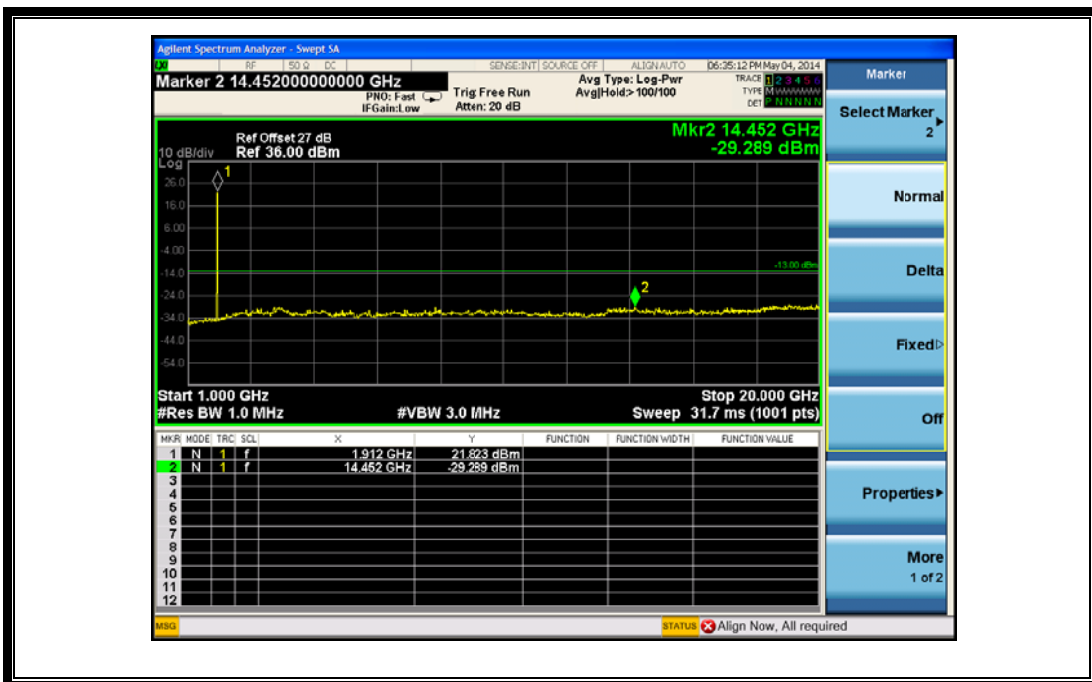 Agilent Spectrum Analyzer - Swept SA
LXI RF 50 Ω DC SENSE:INT SOURCE OFF ALIGN AUTO 06:35:12 PM May 04, 2014
Marker 2 14.452000000000 GHz
PNO: Fast
IFGain:Low
Trig: Free Run
Atten: 20 dB
Avg Type: Log-Pwr
Avg|Hold:> 100/100
TRACE 1 2 3 4 5 6
TYPE M WWWWW
DET P N N N N N
Mkr2 14.452 GHz
-29.289 dBm
Ref Offset 27 dB
10 dB/div Ref 36.00 dBm
Log
26.0
16.0
6.00
-4.00
-14.0
-24.0
-34.0
-44.0
-54.0
1
2
-13.00 dBm
Start 1.000 GHz Stop 20.000 GHz
#Res BW 1.0 MHz #VBW 3.0 MHz Sweep 31.7 ms (1001 pts)
MKR MODE TRC SCL X Y FUNCTION FUNCTION WIDTH FUNCTION VALUE
1 N 1 f 1.912 GHz 21.823 dBm
2 N 1 f 14.452 GHz -29.289 dBm
3
4
5
6
7
8
9
10
11
12
MSG STATUS Align Now, All required
Marker
Select Marker
2
Normal
Delta
Fixed
Off
Properties
More
1 of 2